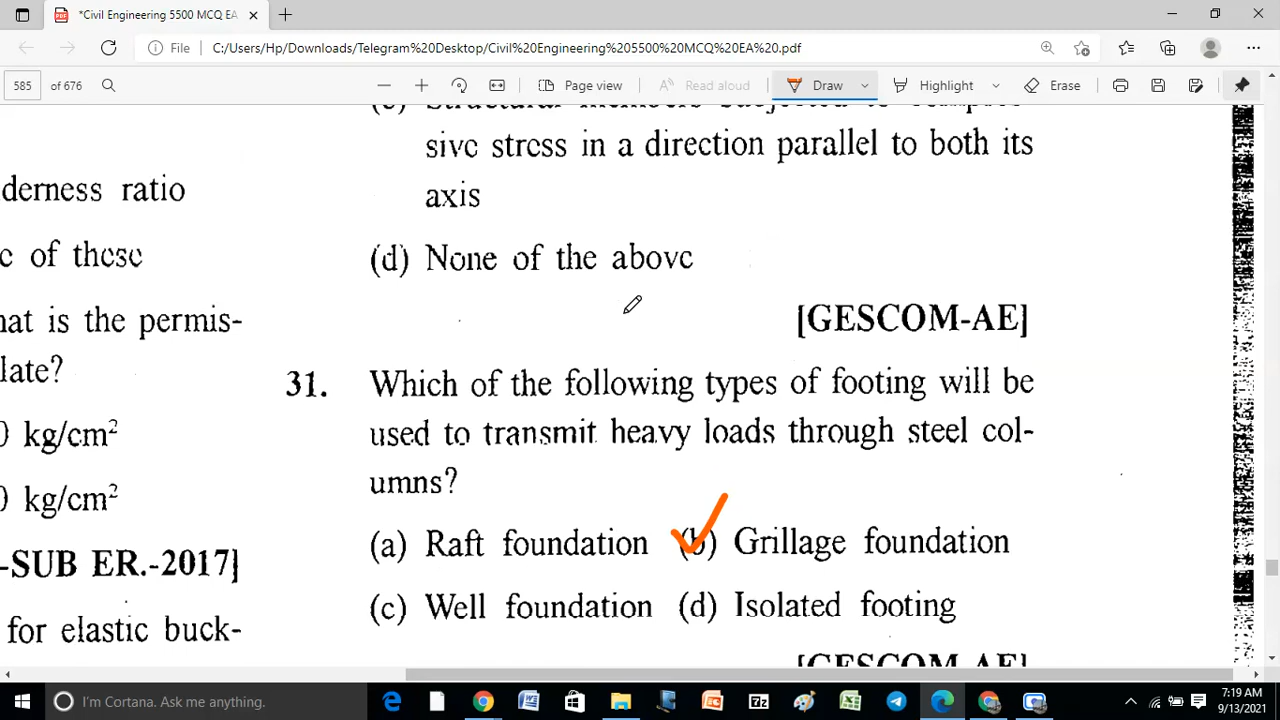 *Civil Engineering 5500 MCQ EA
File
C:/Users/Hp/Downloads/Telegram%20Desktop/Civil%20Engineering%205500%20MCQ%20EA%20.pdf
585 of 676
Page view
Read aloud
Draw
Highlight
Erase
sive stress in a direction parallel to both its
axis
(d) None of the above
[GESCOM-AE]
31. Which of the following types of footing will be
used to transmit heavy loads through steel col-
umns?
(a) Raft foundation (b) Grillage foundation
(c) Well foundation (d) Isolated footing
[GESCOM-AE]
derness ratio
of these
at is the permis-
late?
kg/cm²
kg/cm²
-SUB ER.-2017]
for elastic buck-
I'm Cortana. Ask me anything.
7:19 AM
9/13/2021